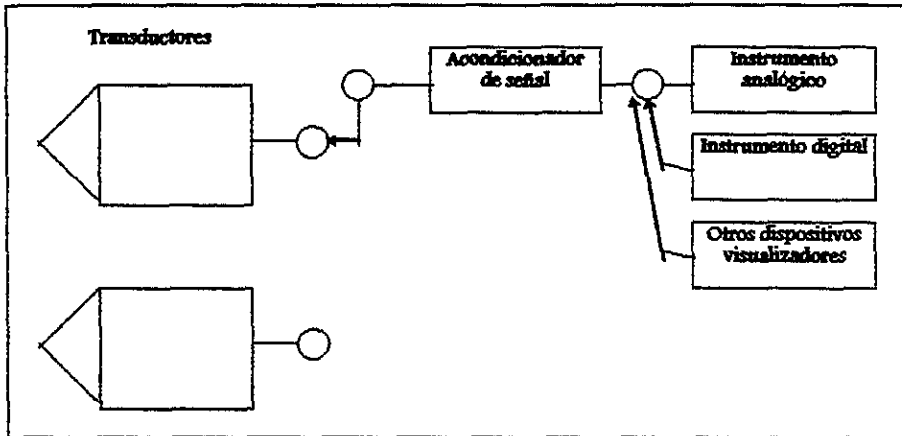 Transductores
Acondicionador
de señal
Instrumento
analógico
Instrumento digital
Otros dispositivos
visualizadores